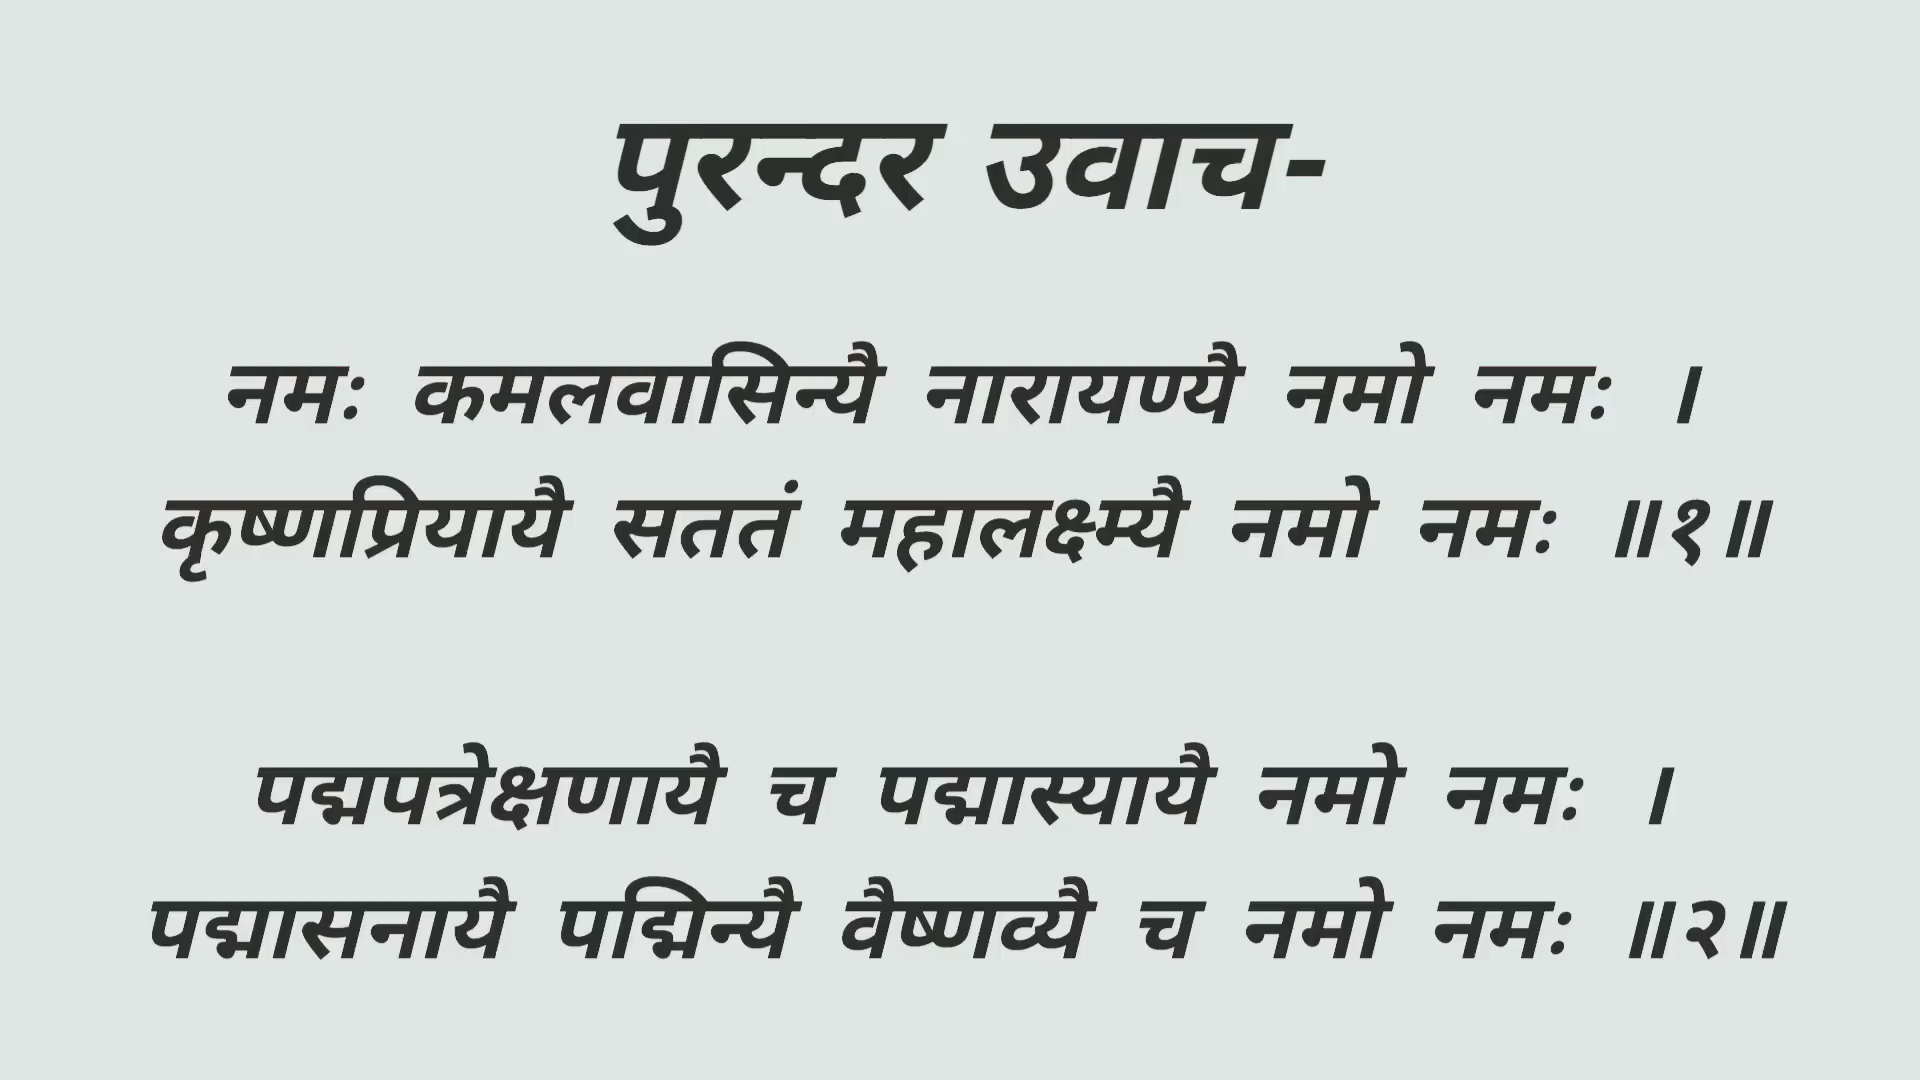 पुरन्दर उवाच-
नमः कमलवासिन्यै नारायण्यै नमो नमः ।
कृष्णप्रियायै सततं महालक्ष्म्यै नमो नमः ॥१॥
पद्मपत्रेक्षणायै च पद्मास्यायै नमो नमः ।
पद्मासनायै पद्मिन्यै वैष्णव्यै च नमो नमः ॥२॥